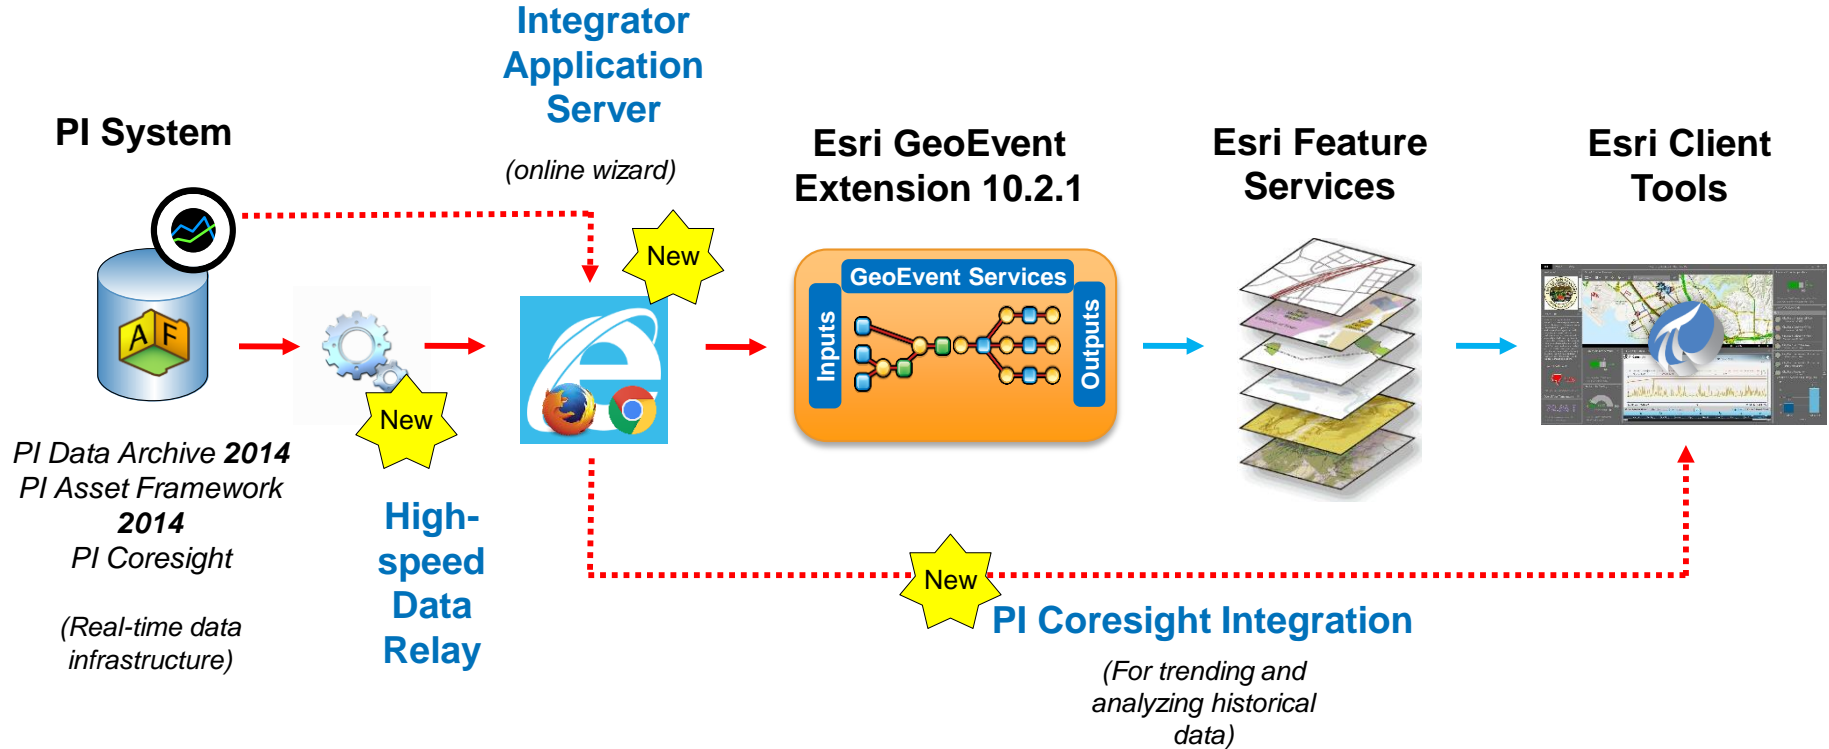 Integrator
Application
Server
(online wizard)
PI System
Esri GeoEvent
Extension 10.2.1
Esri Feature
Services
Esri Client
Tools
New
GeoEvent Services
Inputs
Outputs
A F
New
PI Data Archive 2014
PI Asset Framework
2014
PI Coresight
(Real-time data
infrastructure)
High-
speed
Data
Relay
New
PI Coresight Integration
(For trending and
analyzing historical
data)